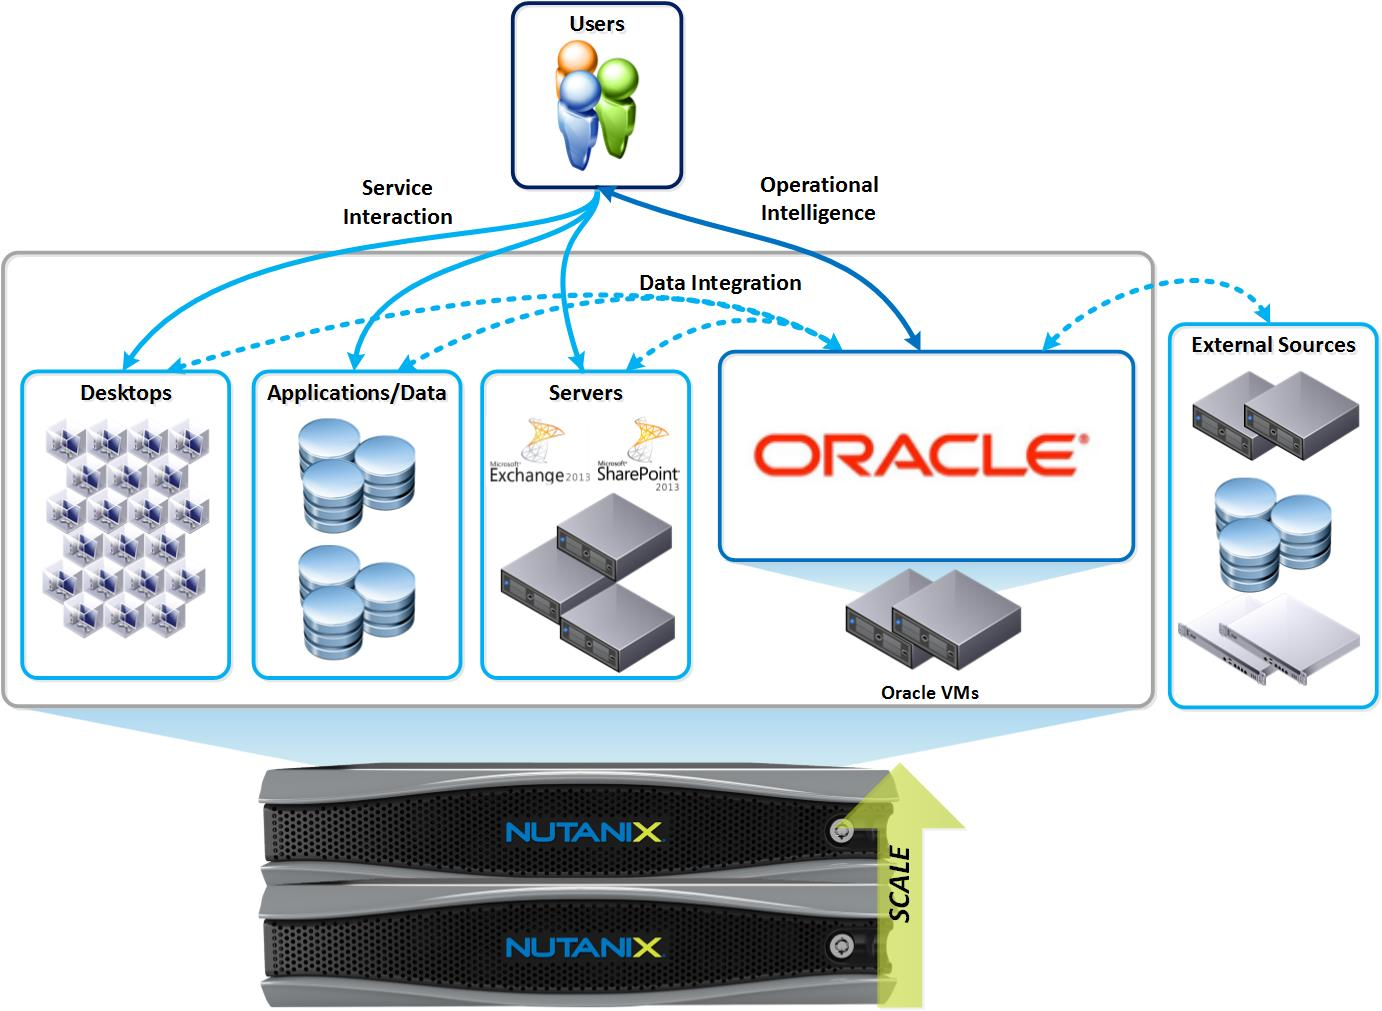 Users
Service
Interaction
Operational
Intelligence
Data Integration
External Sources
Desktops
Applications/Data
Servers
Microsoft®
Exchange 2013
Microsoft®
SharePoint®
2013
ORACLE®
Oracle VMs
NUTANIX
SCALE
NUTANIX